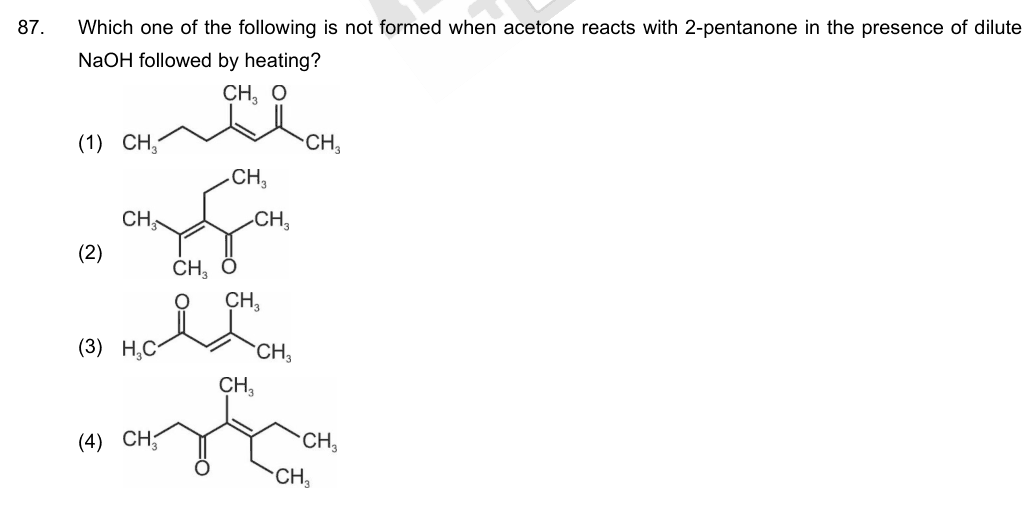 87. Which one of the following is not formed when acetone reacts with 2-pentanone in the presence of dilute
NaOH followed by heating?
CH₃ O
(1) CH₃ CH₃
CH₃
CH₃ CH₃
(2)
CH₃ O
O CH₃
(3) H₃C CH₃
CH₃
(4) CH₃ CH₃
O CH₃